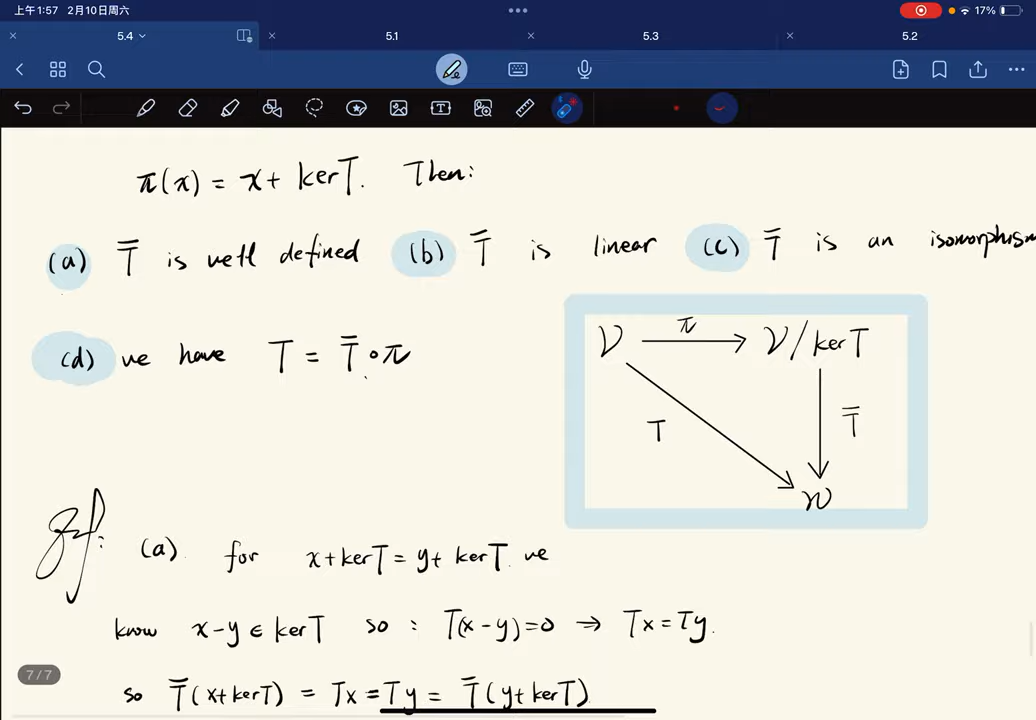 上午1:57 2月10日周六
17%
5.4 5.1 5.3 5.2
π(x) = x + kerT. Then:
(a) T̄ is well defined (b) T̄ is linear (c) T̄ is an isomorphism
(d) we have T = T̄ ∘ π
V π V/kerT
T T̄
W
prf: (a). for x+kerT = y+ kerT. we
know x-y ∈ kerT so : T(x-y)=0 → Tx=Ty.
7/7
so T̄(x+kerT) = Tx = Ty = T̄(y+kerT)